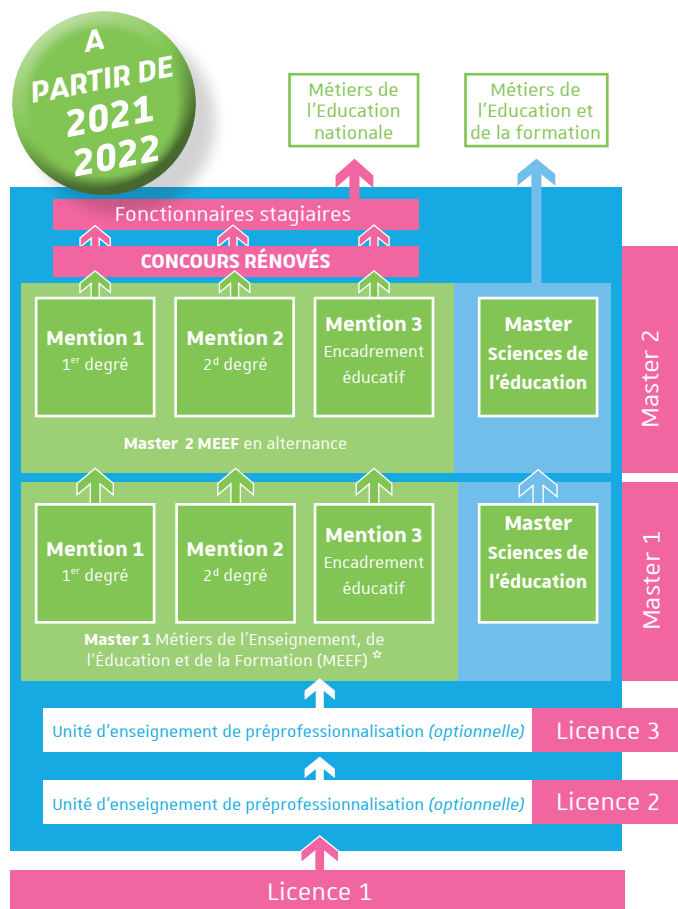 A
PARTIR DE
2021
2022
Métiers de
l'Education
nationale
Métiers de
l'Education et
de la formation
Fonctionnaires stagiaires
CONCOURS RÉNOVÉS
Mention 1
1er degré
Mention 2
2d degré
Mention 3
Encadrement
éducatif
Master
Sciences de
l'éducation
Master 2 MEEF en alternance
Master 2
Mention 1
1er degré
Mention 2
2d degré
Mention 3
Encadrement
éducatif
Master
Sciences de
l'éducation
Master 1 Métiers de l'Enseignement, de
l'Éducation et de la Formation (MEEF) ☆
Master 1
Unité d'enseignement de préprofessionnalisation (optionnelle)
Licence 3
Unité d'enseignement de préprofessionnalisation (optionnelle)
Licence 2
Licence 1